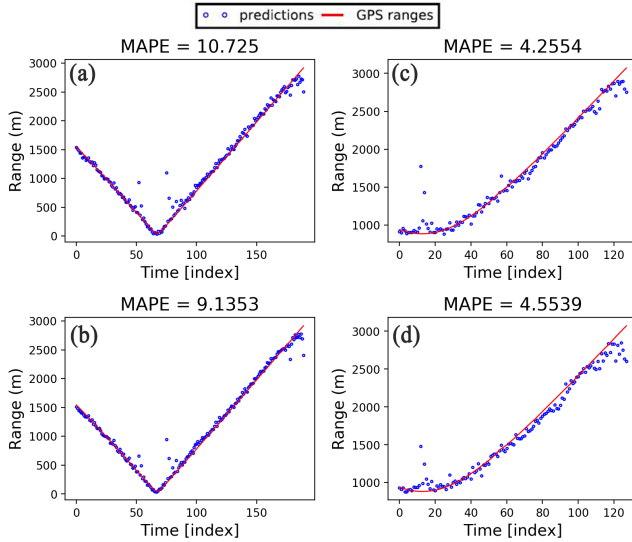 predictions GPS ranges
MAPE = 10.725
(a)
3000
2500
2000
1500
1000
500
0
Range (m)
0 50 100 150
Time [index]
MAPE = 4.2554
(c)
3000
2500
2000
1500
1000
Range (m)
0 20 40 60 80 100 120
Time [index]
MAPE = 9.1353
(b)
3000
2500
2000
1500
1000
500
0
Range (m)
0 50 100 150
Time [index]
MAPE = 4.5539
(d)
3000
2500
2000
1500
1000
Range (m)
0 20 40 60 80 100 120
Time [index]